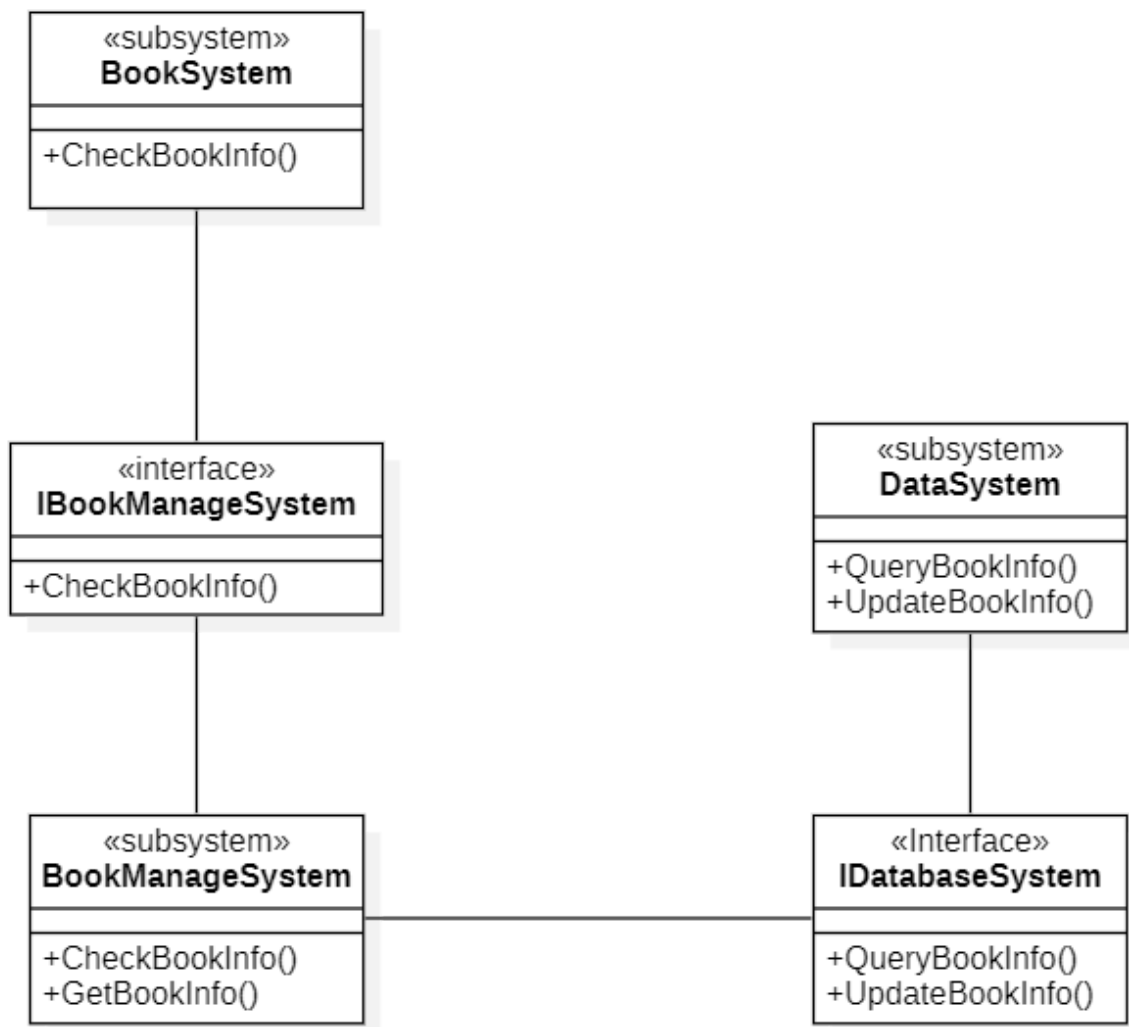 «subsystem»
BookSystem
+CheckBookInfo()
«interface»
IBookManageSystem
+CheckBookInfo()
«subsystem»
DataSystem
+QueryBookInfo()
+UpdateBookInfo()
«subsystem»
BookManageSystem
+CheckBookInfo()
+GetBookInfo()
«Interface»
IDatabaseSystem
+QueryBookInfo()
+UpdateBookInfo()